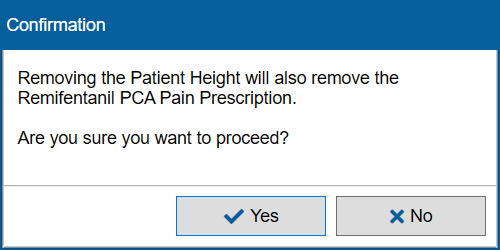 Confirmation
Removing the Patient Height will also remove the
Remifentanil PCA Pain Prescription.
Are you sure you want to proceed?
Yes
No